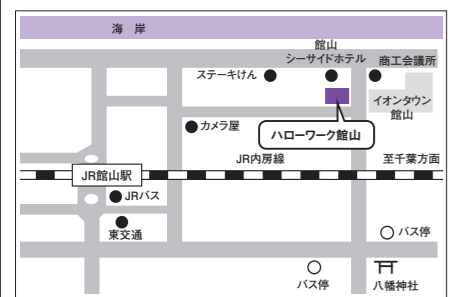 海岸
館山
シーサイドホテル
商工会議所
ステーキけん
イオンタウン
館山
カメラ屋
ハローワーク館山
JR内房線
至千葉方面
JR館山駅
JRバス
東交通
バス停
バス停
八幡神社